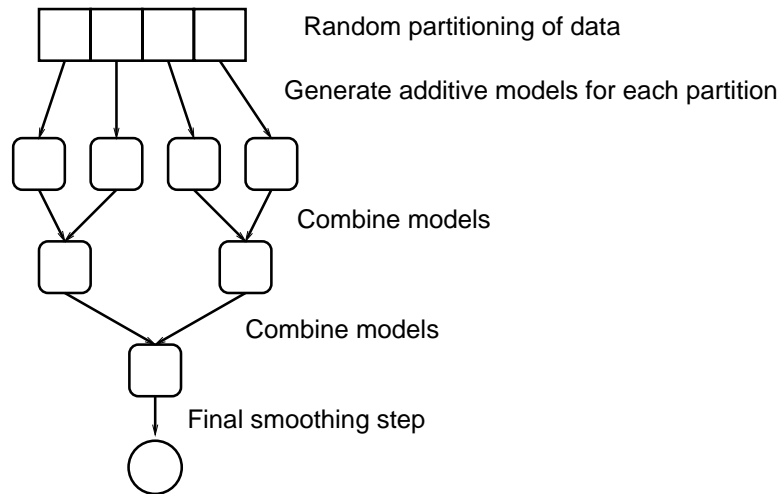 Random partitioning of data
Generate additive models for each partition
Combine models
Combine models
Final smoothing step